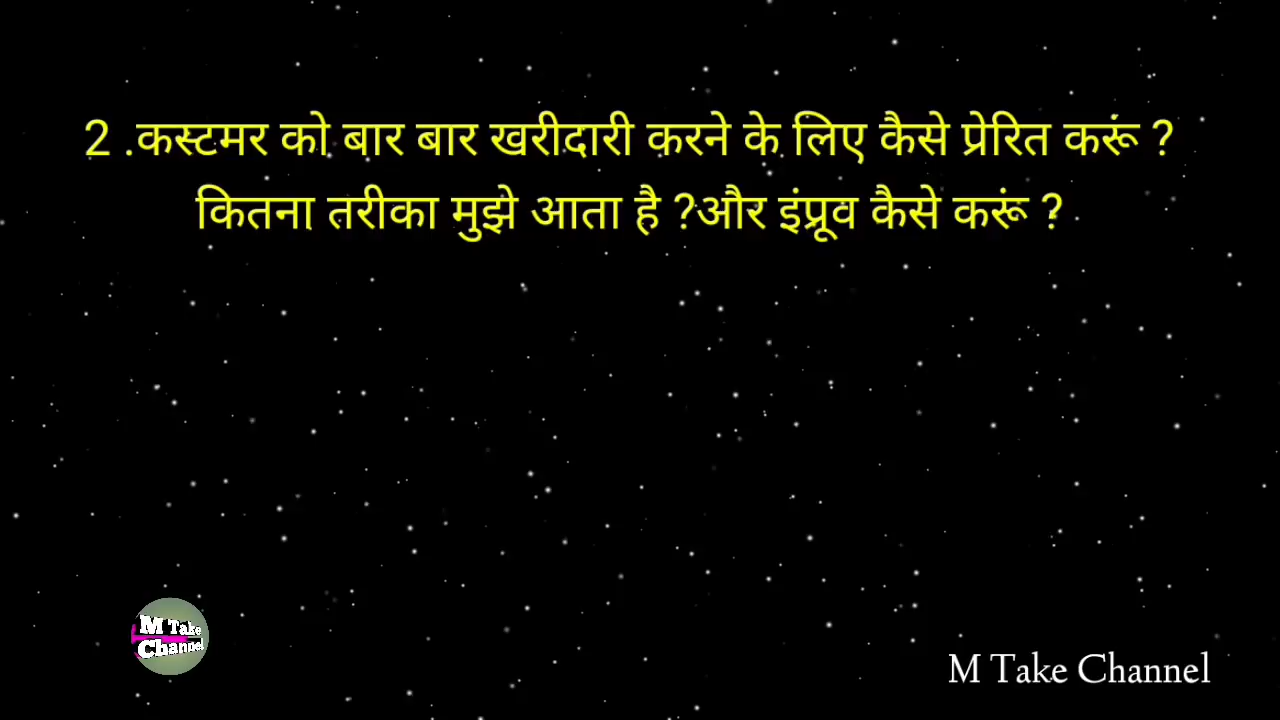 2 .कस्टमर को बार बार खरीदारी करने के लिए कैसे प्रेरित करूं ?
कितना तरीका मुझे आता है ?और इंप्रूव कैसे करूं ?
M Take
Channel
M Take Channel